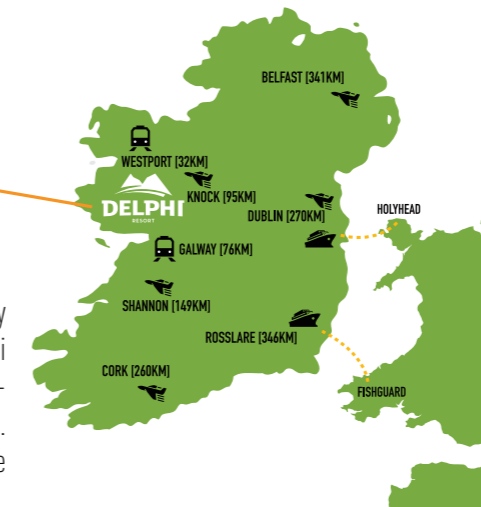 BELFAST [341KM]
WESTPORT [32KM]
KNOCK [95KM]
DELPHI
RESORT
DUBLIN [270KM]
HOLYHEAD
GALWAY [76KM]
SHANNON [149KM]
ROSSLARE [346KM]
CORK [260KM]
FISHGUARD
y
i
-
.
e